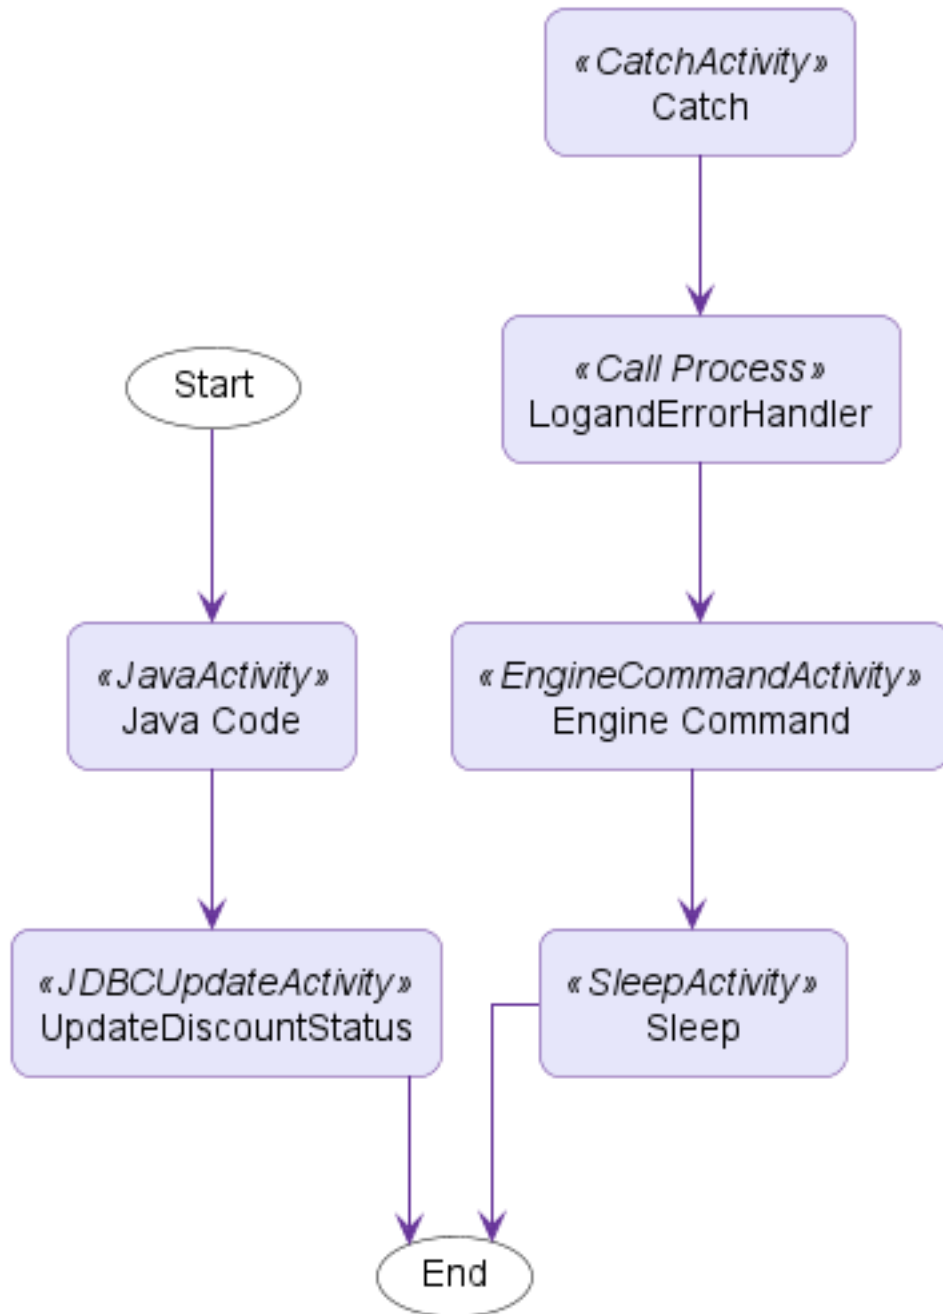 «CatchActivity»
Catch
«Call Process»
LogandErrorHandler
Start
«JavaActivity»
Java Code
«EngineCommandActivity»
Engine Command
«JDBCUpdateActivity»
UpdateDiscountStatus
«SleepActivity»
Sleep
End